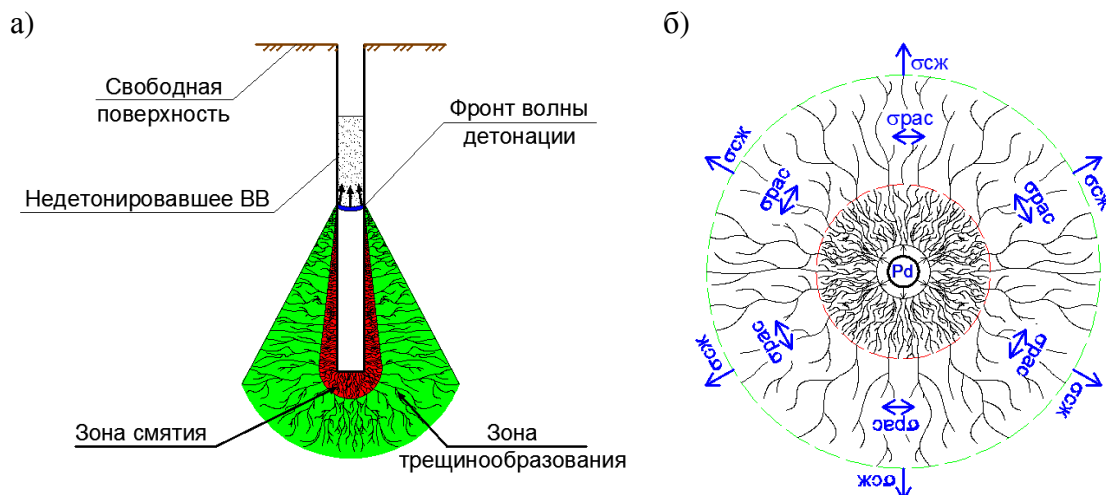 а)
б)
Свободная
поверхность
Фронт волны
детонации
Недетонировавшее ВВ
Зона смятия
Зона
трещинообразования
σсж
σрас
σсж
σсж
σрас
σрас
Pd
σрас
σрас
σсж
σсж
σрас
σсж